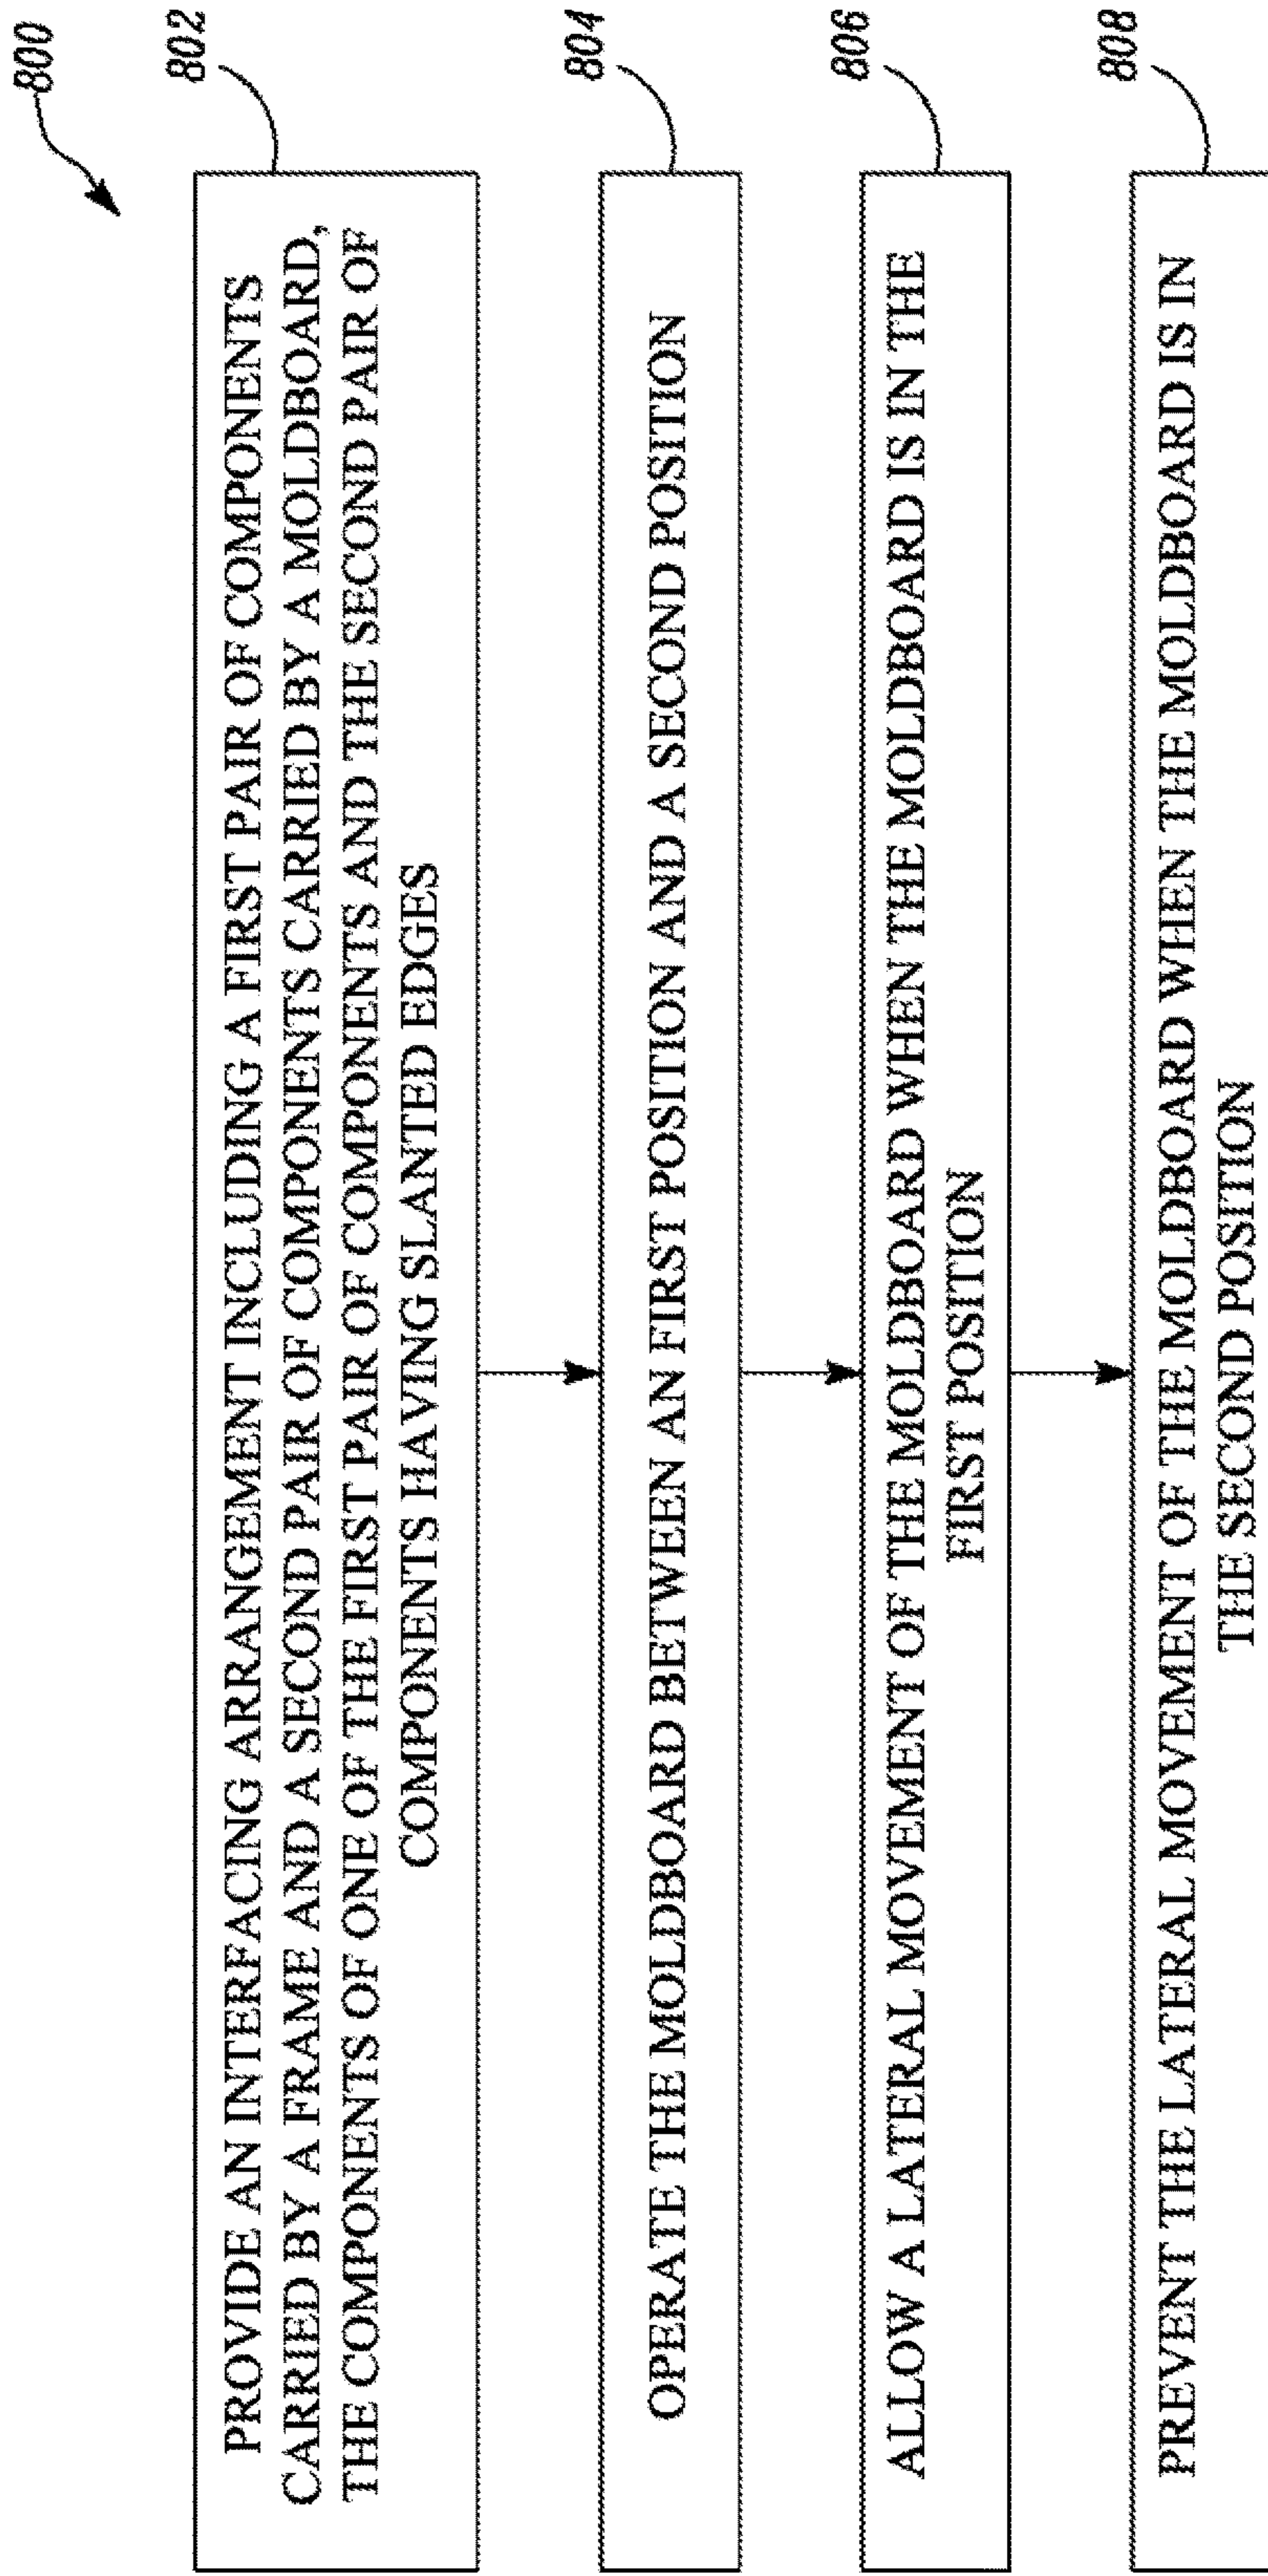 800
802
PROVIDE AN INTERFACING ARRANGEMENT INCLUDING A FIRST PAIR OF COMPONENTS
CARRIED BY A FRAME AND A SECOND PAIR OF COMPONENTS CARRIED BY A MOLDBOARD,
THE COMPONENTS OF ONE OF THE FIRST PAIR OF COMPONENTS AND THE SECOND PAIR OF
COMPONENTS HAVING SLANTED EDGES
804
OPERATE THE MOLDBOARD BETWEEN AN FIRST POSITION AND A SECOND POSITION
806
ALLOW A LATERAL MOVEMENT OF THE MOLDBOARD WHEN THE MOLDBOARD IS IN THE
FIRST POSITION
808
PREVENT THE LATERAL MOVEMENT OF THE MOLDBOARD WHEN THE MOLDBOARD IS IN
THE SECOND POSITION